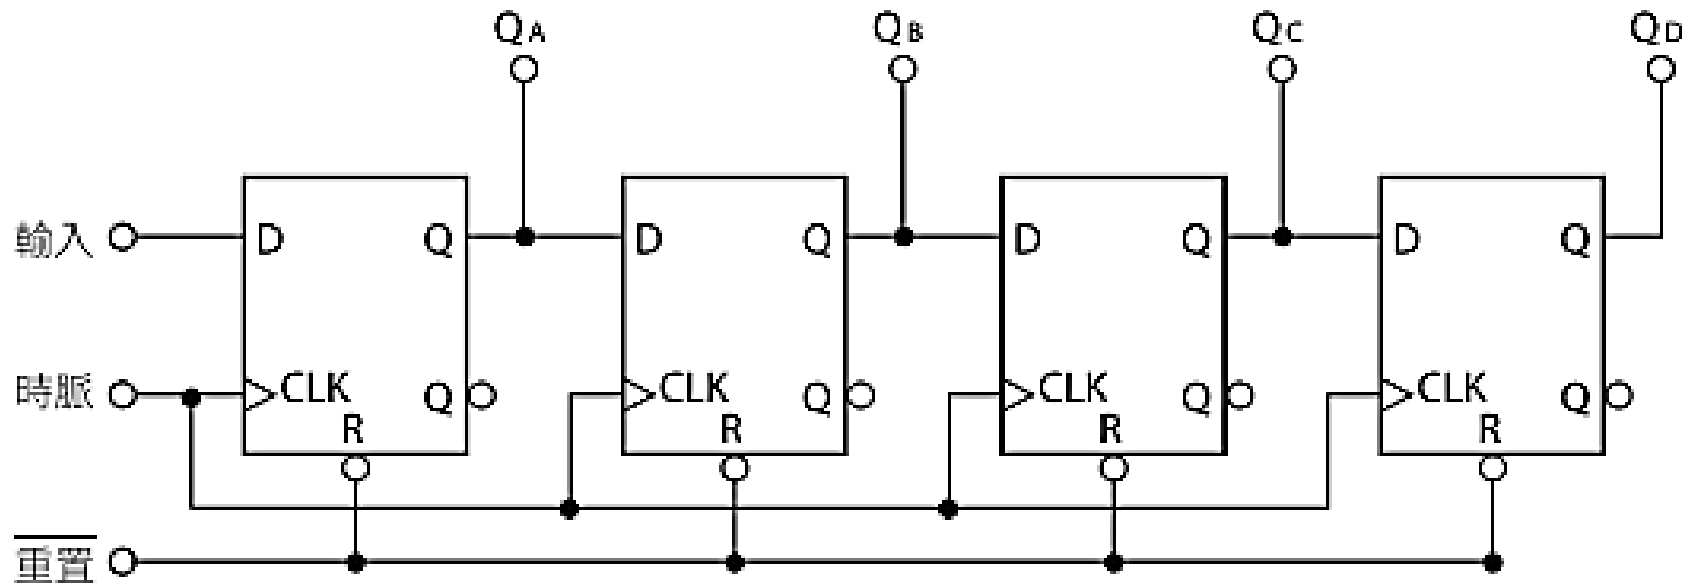 QA QB QC QD
輸入 D Q D Q D Q D Q
時脈 CLK Q CLK Q CLK Q CLK Q
R R R R
重置